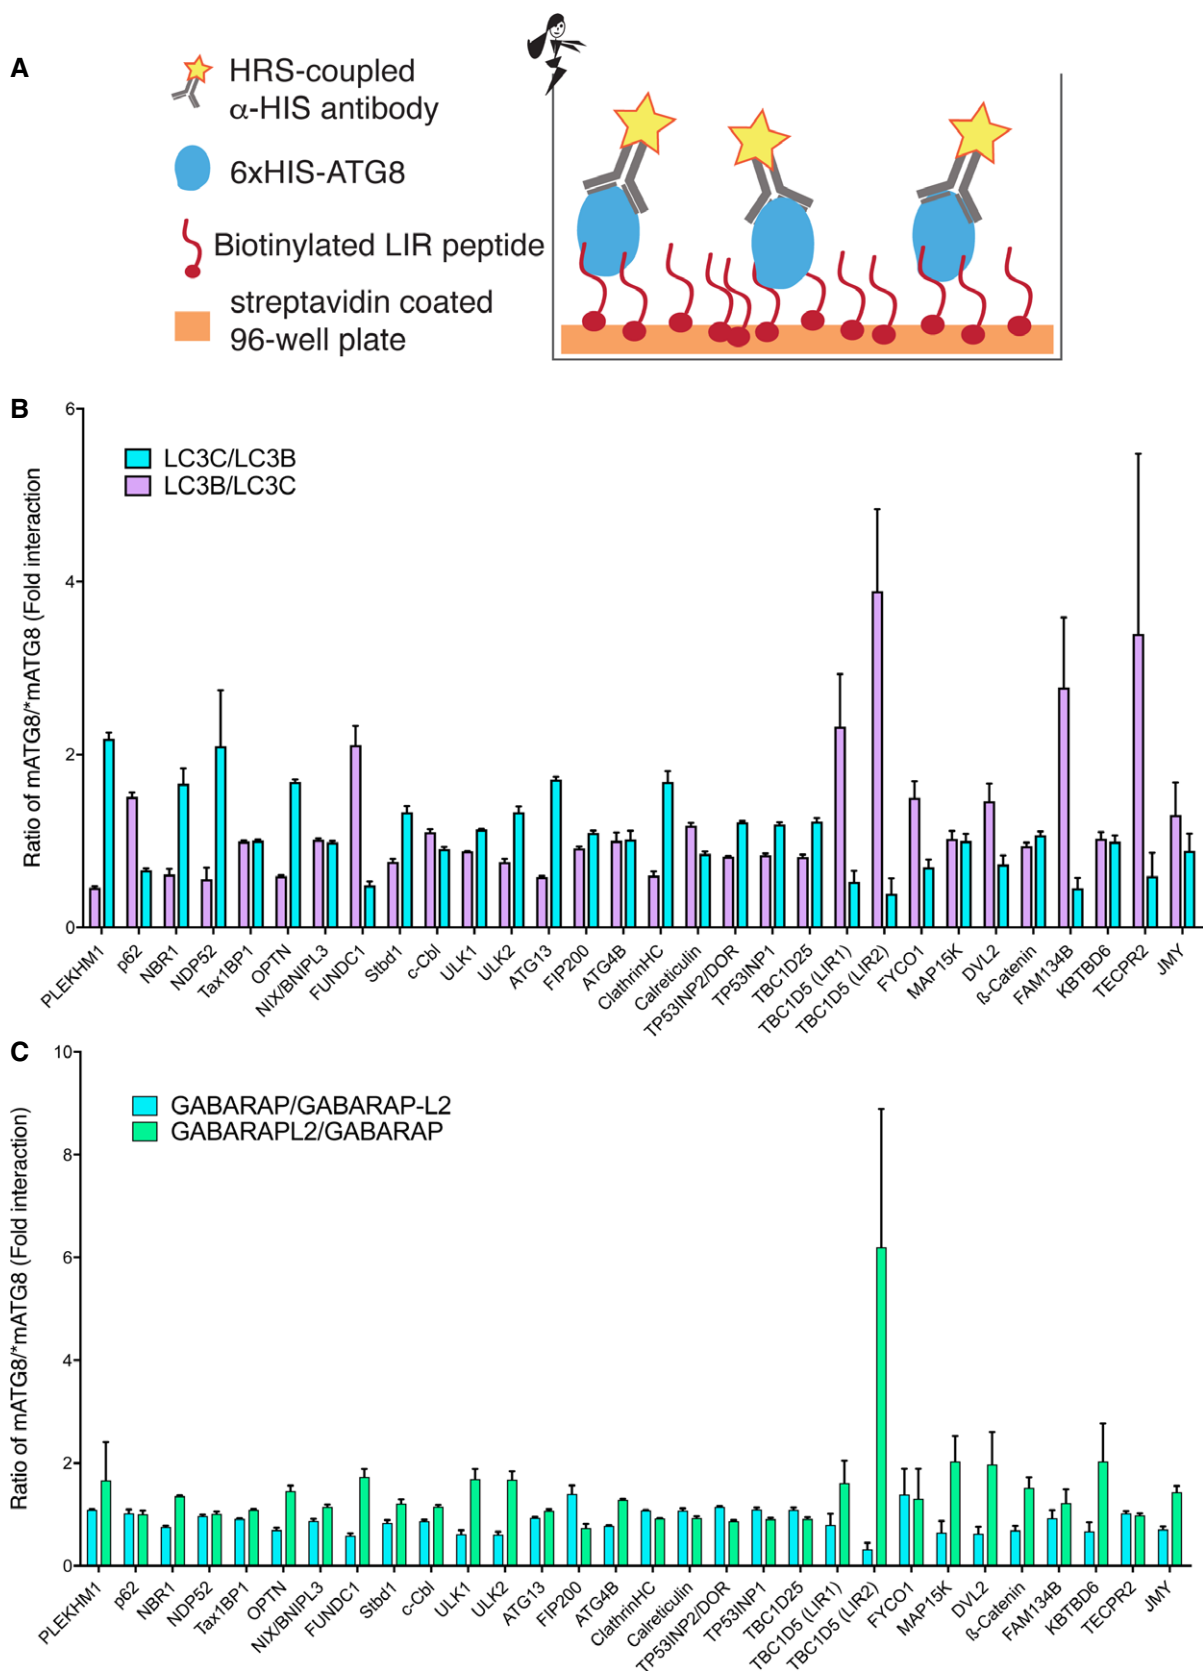 A
HRS-coupled
α-HIS antibody
6xHIS-ATG8
Biotinylated LIR peptide
streptavidin coated
96-well plate
B
Ratio of mATG8/*mATG8 (Fold interaction
6
4
2
0
LC3C/LC3B
LC3B/LC3C
PLEKHM1
p62
NBR1
NDP52
Tax1BP1
OPTN
NIX/BNIPL3
FUNDC1
Stbd1
c-Cbl
ULK1
ULK2
ATG13
FIP200
ATG4B
ClathrinHC
Calreticulin
TP53INP2/DOR
TP53INP1
TBC1D25
TBC1D5 (LIR1)
TBC1D5 (LIR2)
FYCO1
MAP15K
DVL2
ß-Catenin
FAM134B
KBTBD6
TECPR2
JMY
C
Ratio of mATG8/*mATG8 (Fold interaction)
10
8
6
4
2
0
GABARAP/GABARAP-L2
GABARAPL2/GABARAP
PLEKHM1
p62
NBR1
NDP52
Tax1BP1
OPTN
NIX/BNIPL3
FUNDC1
Stbd1
c-Cbl
ULK1
ULK2
ATG13
FIP200
ATG4B
ClathrinHC
Calreticulin
TP53INP2/DOR
TP53INP1
TBC1D25
TBC1D5 (LIR1)
TBC1D5 (LIR2)
FYCO1
MAP15K
DVL2
ß-Catenin
FAM134B
KBTBD6
TECPR2
JMY